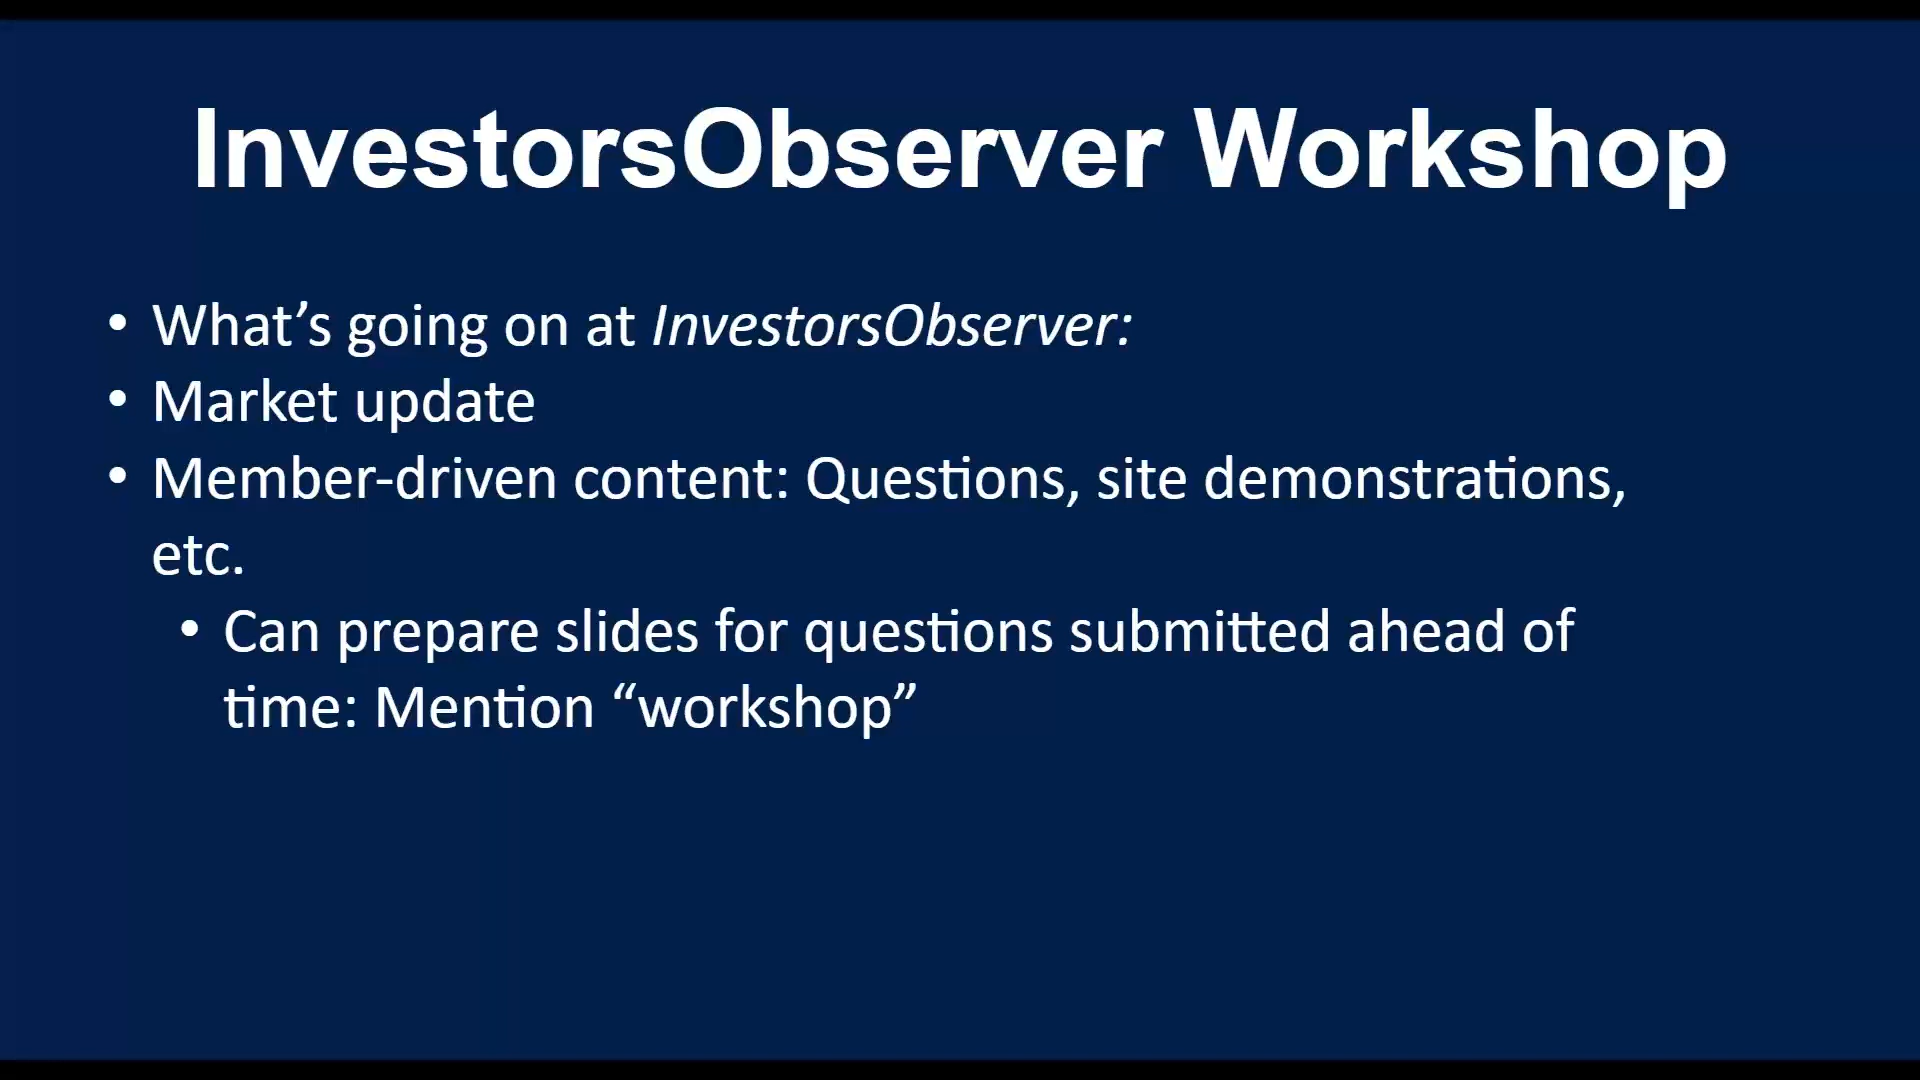 InvestorsObserver Workshop
• What’s going on at InvestorsObserver:
• Market update
• Member-driven content: Questions, site demonstrations,
etc.
• Can prepare slides for questions submitted ahead of
time: Mention “workshop”